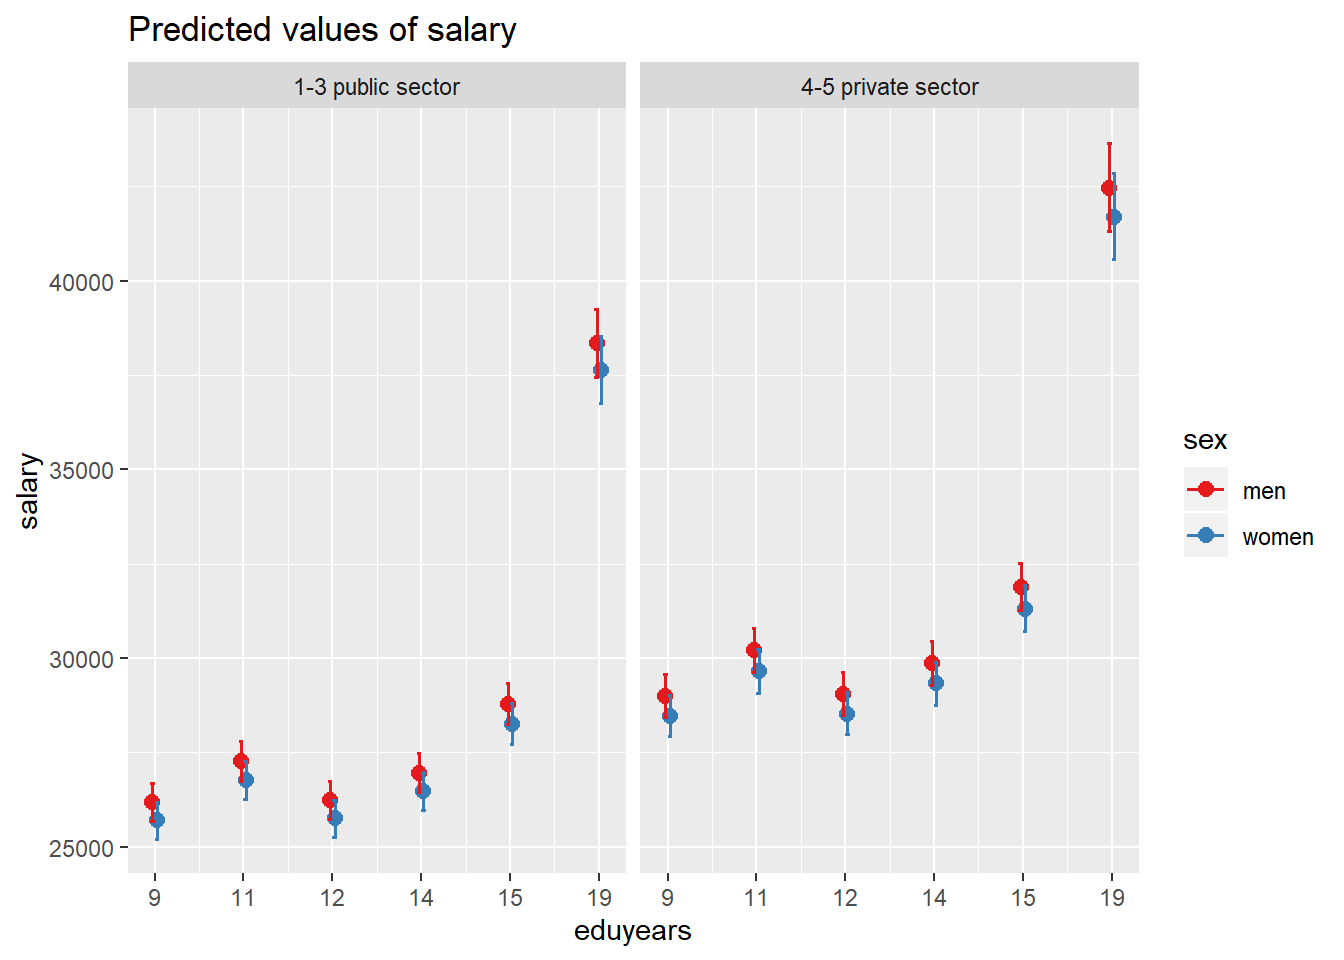 Predicted values of salary
1-3 public sector
4-5 private sector
40000
35000
30000
25000
salary
9 11 12 14 15 19
9 11 12 14 15 19
eduyears
sex
men
women